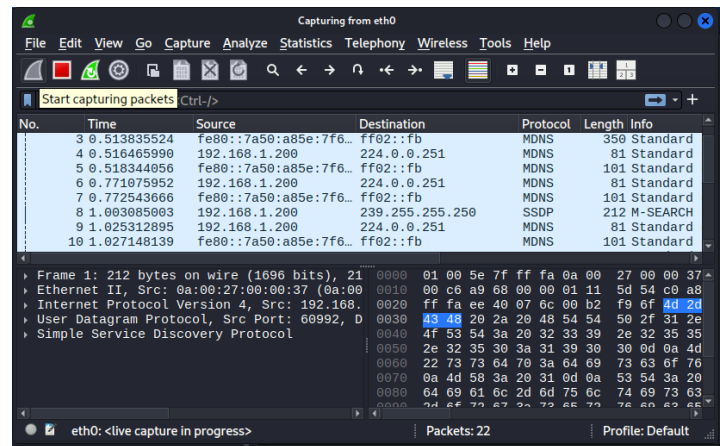 Capturing from eth0
File Edit View Go Capture Analyze Statistics Telephony Wireless Tools Help
Start capturing packets Ctrl-/>
No. Time Source Destination Protocol Length Info
3 0.513835524 fe80::7a50:a85e:7f6… ff02::fb MDNS 350 Standard
4 0.516465990 192.168.1.200 224.0.0.251 MDNS 81 Standard
5 0.518344056 fe80::7a50:a85e:7f6… ff02::fb MDNS 101 Standard
6 0.771075952 192.168.1.200 224.0.0.251 MDNS 81 Standard
7 0.772543666 fe80::7a50:a85e:7f6… ff02::fb MDNS 101 Standard
8 1.003085003 192.168.1.200 239.255.255.250 SSDP 212 M-SEARCH
9 1.025312895 192.168.1.200 224.0.0.251 MDNS 81 Standard
10 1.027148139 fe80::7a50:a85e:7f6… ff02::fb MDNS 101 Standard
Frame 1: 212 bytes on wire (1696 bits), 21
Ethernet II, Src: 0a:00:27:00:00:37 (0a:00
Internet Protocol Version 4, Src: 192.168.
User Datagram Protocol, Src Port: 60992, D
Simple Service Discovery Protocol
0000 01 00 5e 7f ff fa 0a 00 27 00 00 37
0010 00 c6 a9 68 00 00 01 11 5d 54 c0 a8
0020 ff fa ee 40 07 6c 00 b2 f9 6f 4d 2d
0030 43 48 20 2a 20 48 54 54 50 2f 31 2e
0040 4f 53 54 3a 20 32 33 39 2e 32 35 35
0050 2e 32 35 30 3a 31 39 30 30 0d 0a 4d
0060 22 73 73 64 70 3a 64 69 73 63 6f 76
0070 0a 4d 58 3a 20 31 0d 0a 53 54 3a 20
0080 64 69 61 6c 2d 6d 75 6c 74 69 73 63
eth0: <live capture in progress> Packets: 22 Profile: Default